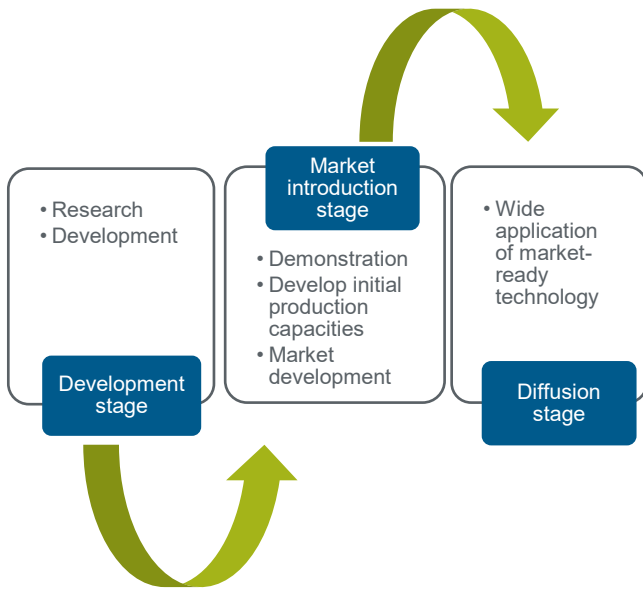 • Research
• Development
Development
stage
Market
introduction
stage
• Demonstration
• Develop initial
production
capacities
• Market
development
• Wide
application
of market-
ready
technology
Diffusion
stage